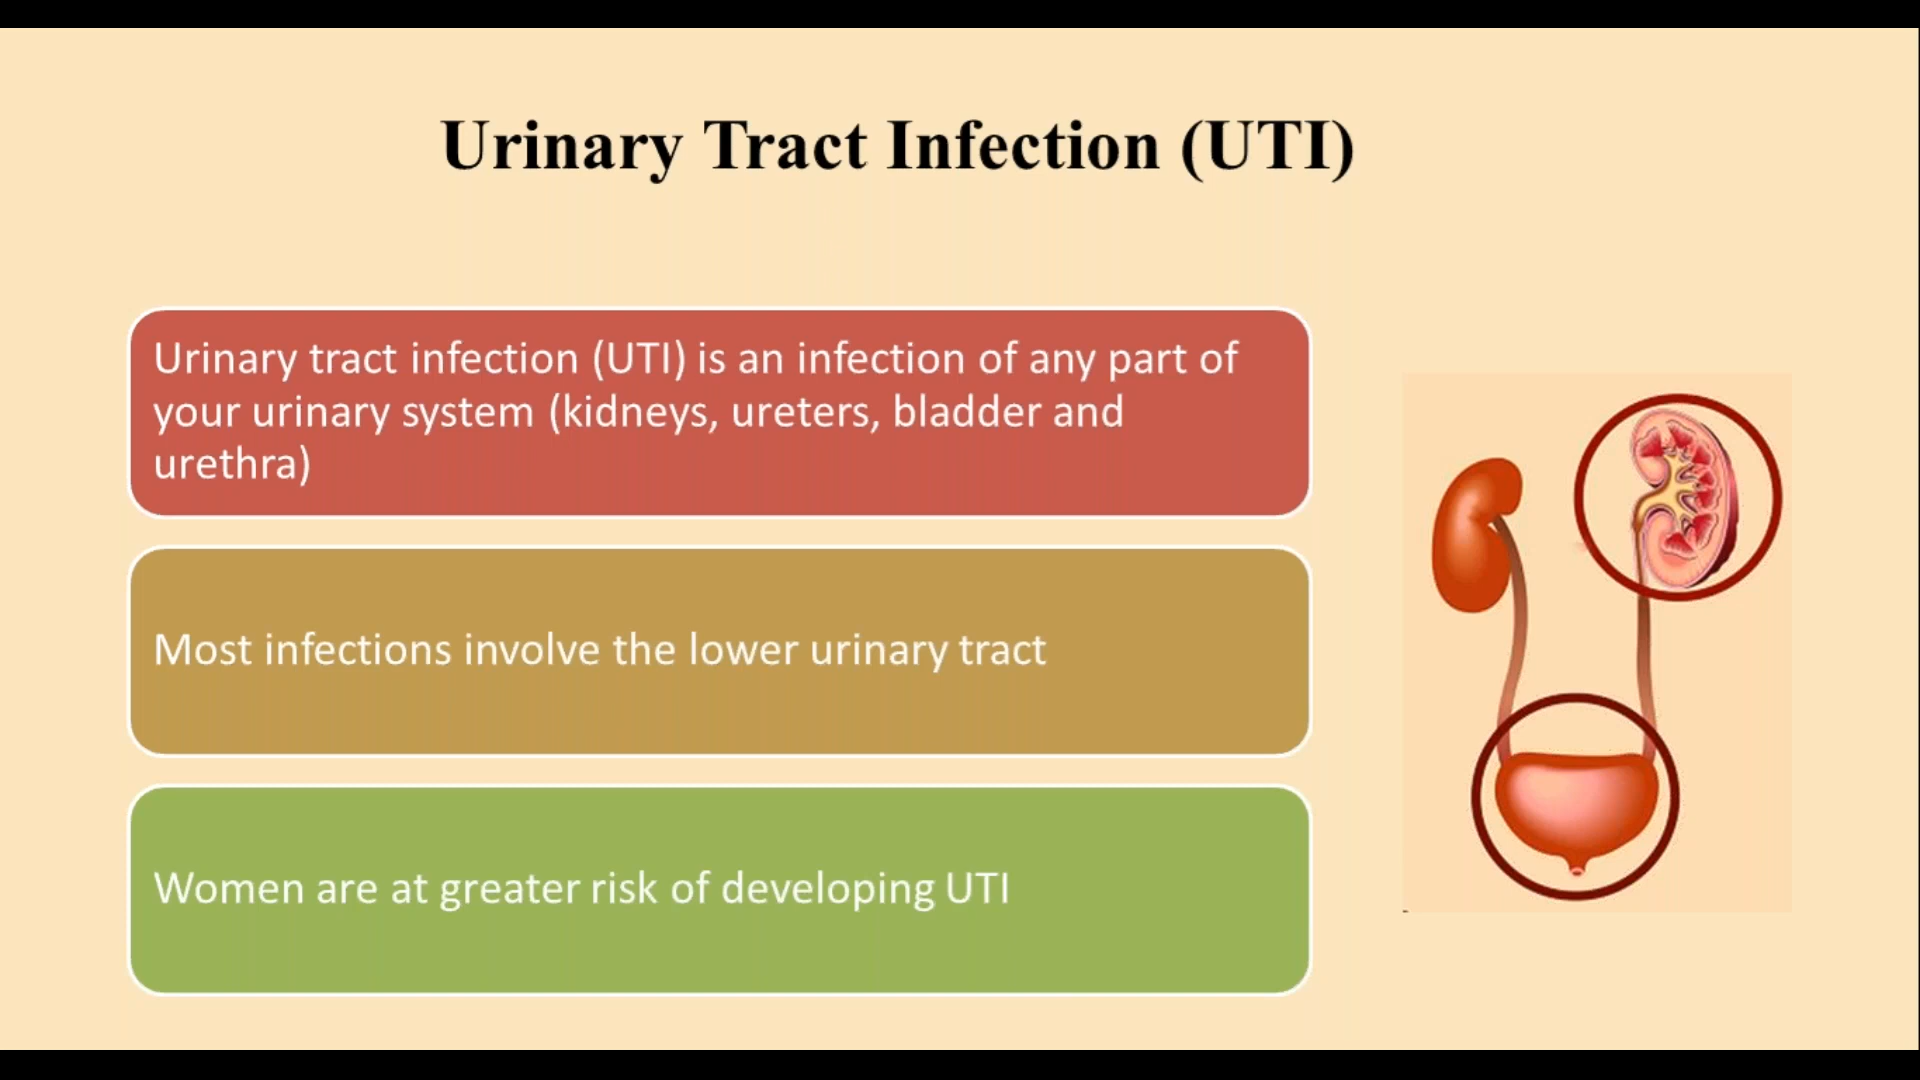 Urinary Tract Infection (UTI)
Urinary tract infection (UTI) is an infection of any part of
your urinary system (kidneys, ureters, bladder and
urethra)
Most infections involve the lower urinary tract
Women are at greater risk of developing UTI